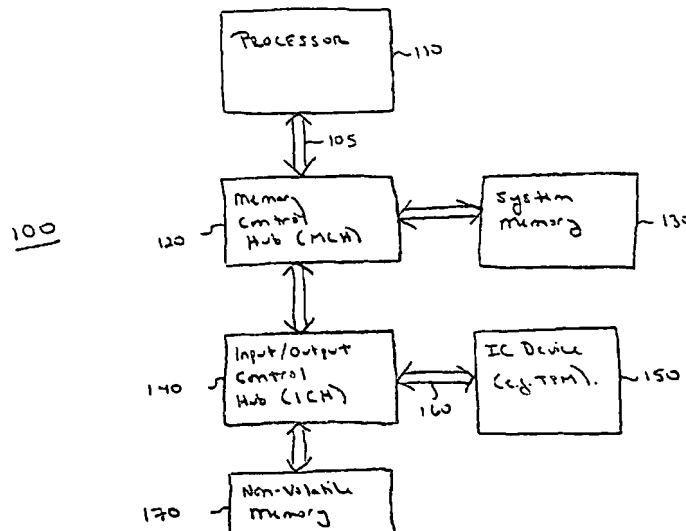 PROCESSOR
110
105
Memory
Control
Hub (MCH)
120
System
Memory
130
100
Input/Output
Control
Hub (ICH)
140
IC Device
(e.g. TPM).
150
160
Non-Volatile
Memory
170